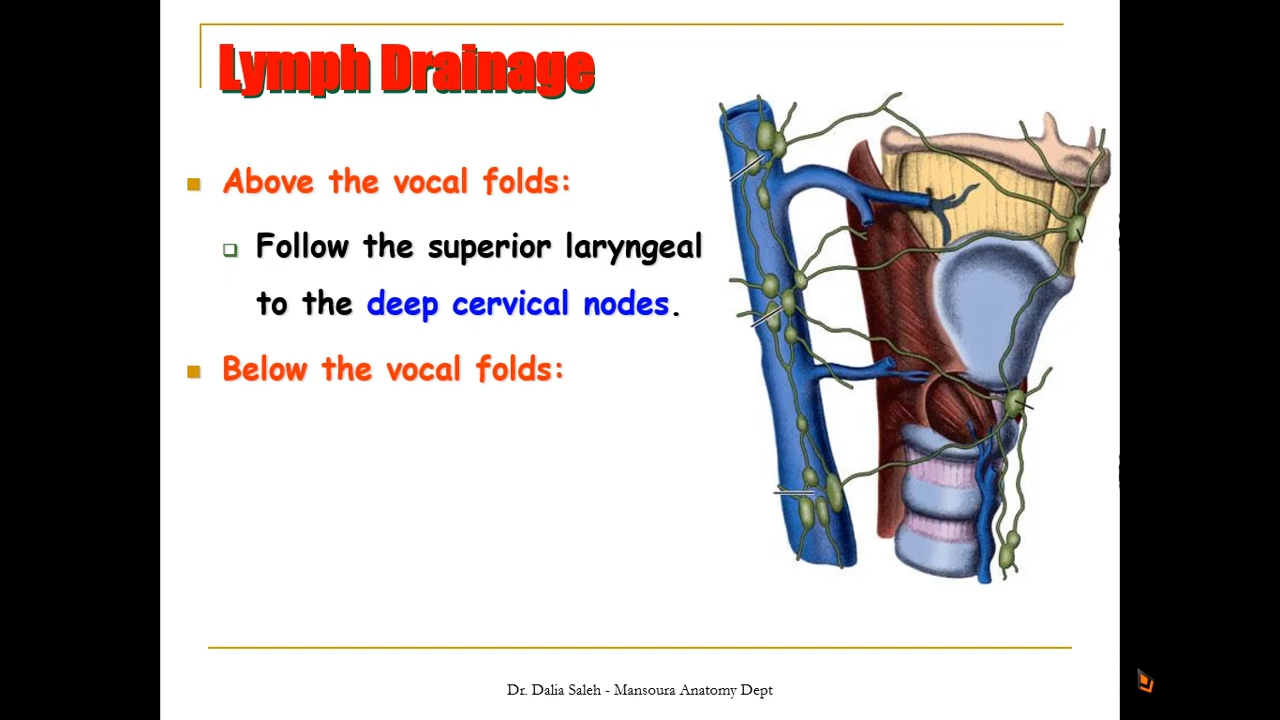 Lymph Drainage
Above the vocal folds:
Follow the superior laryngeal
to the deep cervical nodes.
Below the vocal folds:
Dr. Dalia Saleh - Mansoura Anatomy Dept